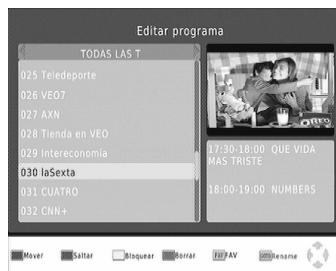 Editar programa
TODAS LAS T
025 Teledeporte
026 VEO7
027 AXN
028 Tienda en VEO
029 Intereconomía
030 laSexta
031 CUATRO
032 CNN+
17:30-18:00 QUE VIDA
MAS TRISTE
18:00-19:00 NUMBERS
Mover
Saltar
Bloquear
Borrar
FAV FAV
GOTO Rename